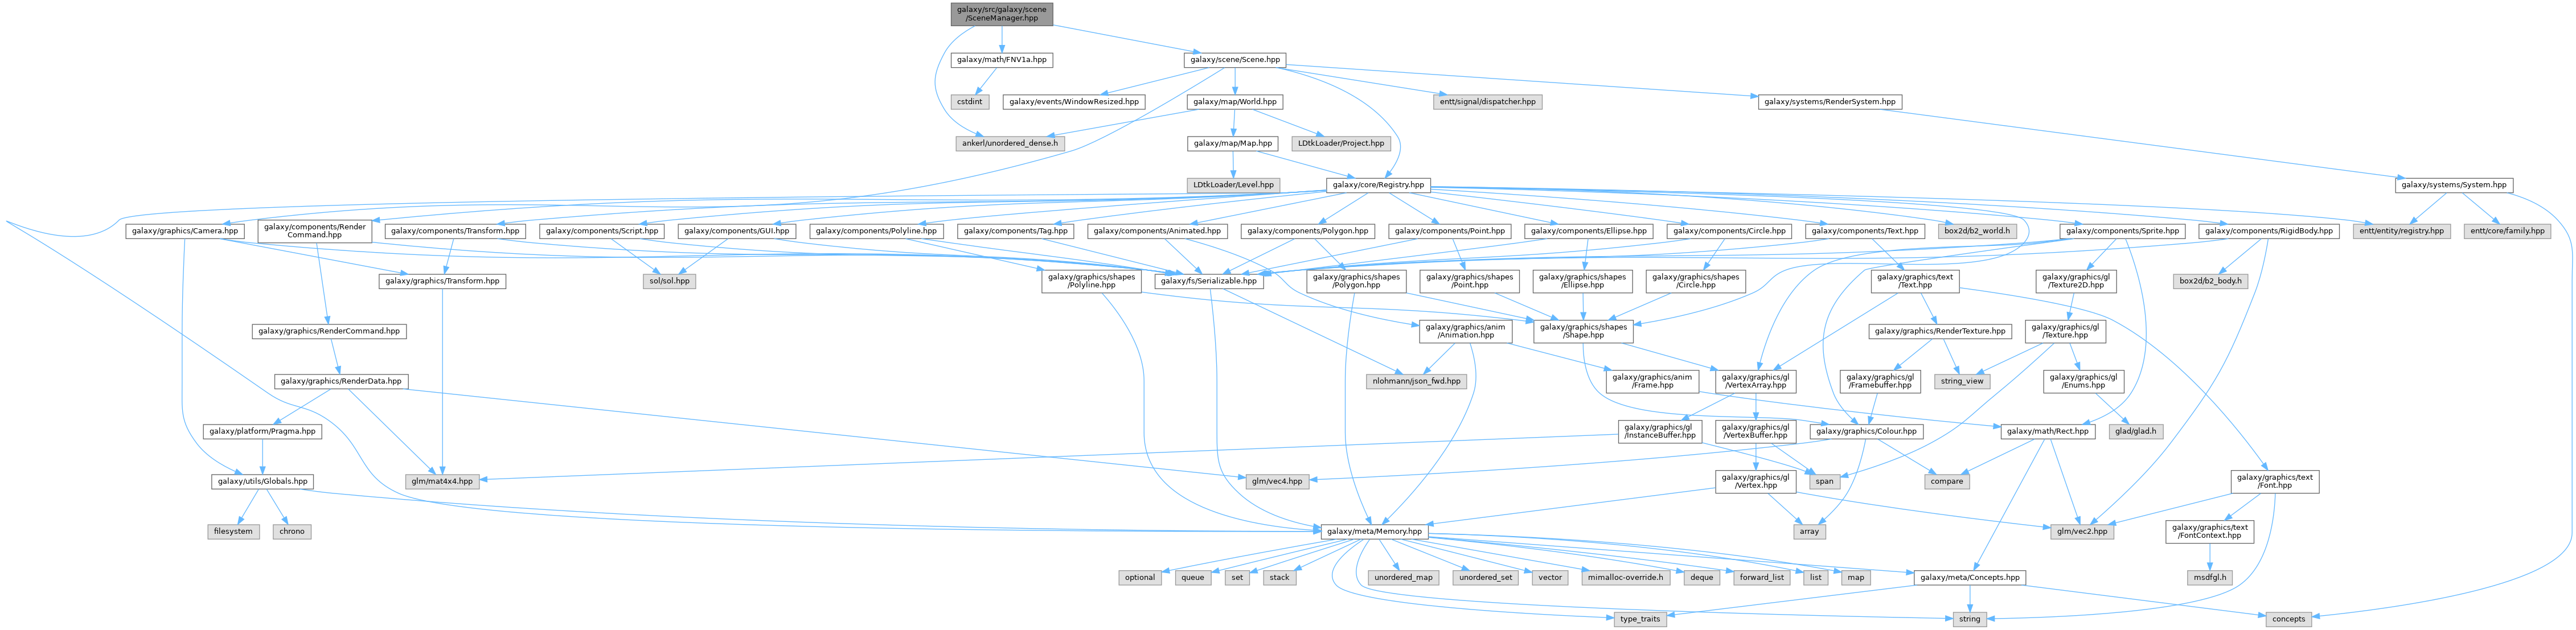 galaxy/src/galaxy/scene
/SceneManager.hpp
galaxy/math/FNV1a.hpp
galaxy/scene/Scene.hpp
cstdint
galaxy/events/WindowResized.hpp
galaxy/map/World.hpp
entt/signal/dispatcher.hpp
galaxy/systems/RenderSystem.hpp
ankerl/unordered_dense.h
galaxy/map/Map.hpp
LDtkLoader/Project.hpp
LDtkLoader/Level.hpp
galaxy/core/Registry.hpp
galaxy/systems/System.hpp
galaxy/graphics/Camera.hpp
galaxy/components/Render
Command.hpp
galaxy/components/Transform.hpp
galaxy/components/Script.hpp
galaxy/components/GUI.hpp
galaxy/components/Polyline.hpp
galaxy/components/Tag.hpp
galaxy/components/Animated.hpp
galaxy/components/Polygon.hpp
galaxy/components/Point.hpp
galaxy/components/Ellipse.hpp
galaxy/components/Circle.hpp
galaxy/components/Text.hpp
box2d/b2_world.h
galaxy/components/Sprite.hpp
galaxy/components/RigidBody.hpp
entt/entity/registry.hpp
entt/core/family.hpp
galaxy/graphics/Transform.hpp
sol/sol.hpp
galaxy/graphics/shapes
/Polyline.hpp
galaxy/fs/Serializable.hpp
galaxy/graphics/shapes
/Polygon.hpp
galaxy/graphics/shapes
/Point.hpp
galaxy/graphics/shapes
/Ellipse.hpp
galaxy/graphics/shapes
/Circle.hpp
galaxy/graphics/text
/Text.hpp
galaxy/graphics/gl
/Texture2D.hpp
box2d/b2_body.h
galaxy/graphics/RenderCommand.hpp
galaxy/graphics/anim
/Animation.hpp
galaxy/graphics/shapes
/Shape.hpp
galaxy/graphics/RenderTexture.hpp
galaxy/graphics/gl
/Texture.hpp
galaxy/graphics/RenderData.hpp
nlohmann/json_fwd.hpp
galaxy/graphics/anim
/Frame.hpp
galaxy/graphics/gl
/VertexArray.hpp
galaxy/graphics/gl
/Framebuffer.hpp
string_view
galaxy/graphics/gl
/Enums.hpp
galaxy/platform/Pragma.hpp
galaxy/graphics/gl
/InstanceBuffer.hpp
galaxy/graphics/gl
/VertexBuffer.hpp
galaxy/graphics/Colour.hpp
galaxy/math/Rect.hpp
glad/glad.h
galaxy/utils/Globals.hpp
glm/mat4x4.hpp
glm/vec4.hpp
galaxy/graphics/gl
/Vertex.hpp
span
compare
galaxy/graphics/text
/Font.hpp
filesystem
chrono
galaxy/meta/Memory.hpp
array
glm/vec2.hpp
galaxy/graphics/text
/FontContext.hpp
optional
queue
set
stack
unordered_map
unordered_set
vector
mimalloc-override.h
deque
forward_list
list
map
galaxy/meta/Concepts.hpp
msdfgl.h
type_traits
string
concepts